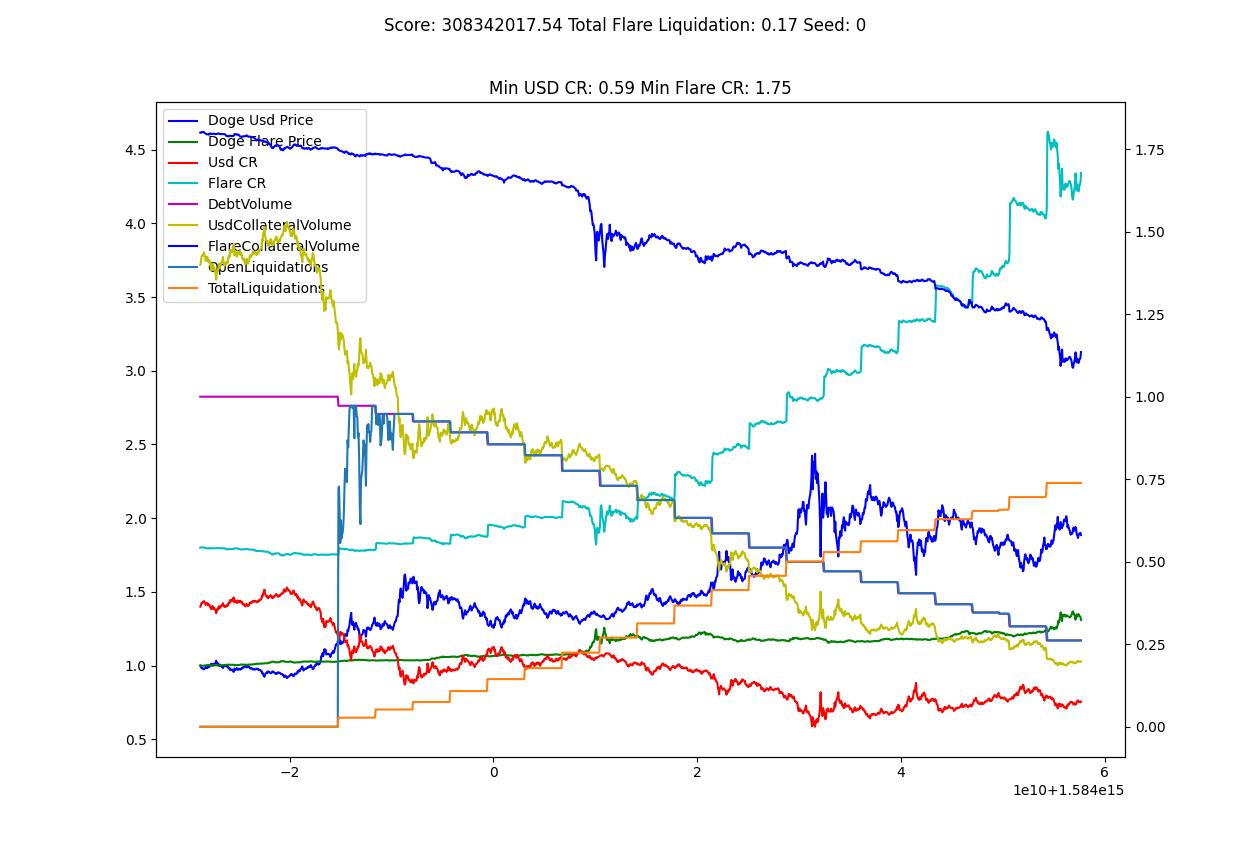 Score: 308342017.54 Total Flare Liquidation: 0.17 Seed: 0
Min USD CR: 0.59 Min Flare CR: 1.75
Doge Usd Price
Doge Flare Price
Usd CR
Flare CR
DebtVolume
UsdCollateralVolume
FlareCollateralVolume
OpenLiquidations
TotalLiquidations
4.5
4.0
3.5
3.0
2.5
2.0
1.5
1.0
0.5
1.75
1.50
1.25
1.00
0.75
0.50
0.25
0.00
−2 0 2 4 6
1e10+1.584e15